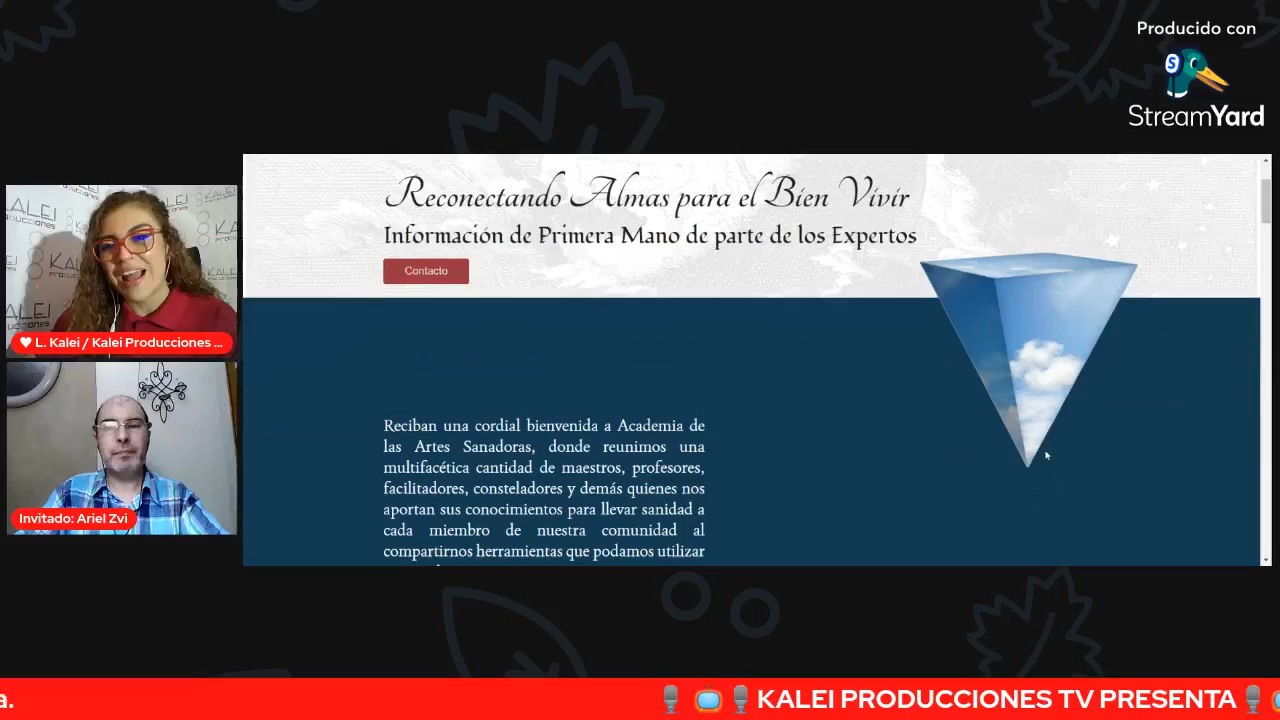 Producido con
StreamYard
Reconectando Almas para el Bien Vivir
Información de Primera Mano de parte de los Expertos
Contacto
Reciban una cordial bienvenida a Academia de
las Artes Sanadoras, donde reunimos una
multifacética cantidad de maestros, profesores,
facilitadores, consteladores y demás quienes nos
aportan sus conocimientos para llevar sanidad a
cada miembro de nuestra comunidad al
compartirnos herramientas que podamos utilizar
KALEI
L. Kalei / Kalei Producciones ...
Invitado: Ariel Zvi
a.
KALEI PRODUCCIONES TV PRESENTA